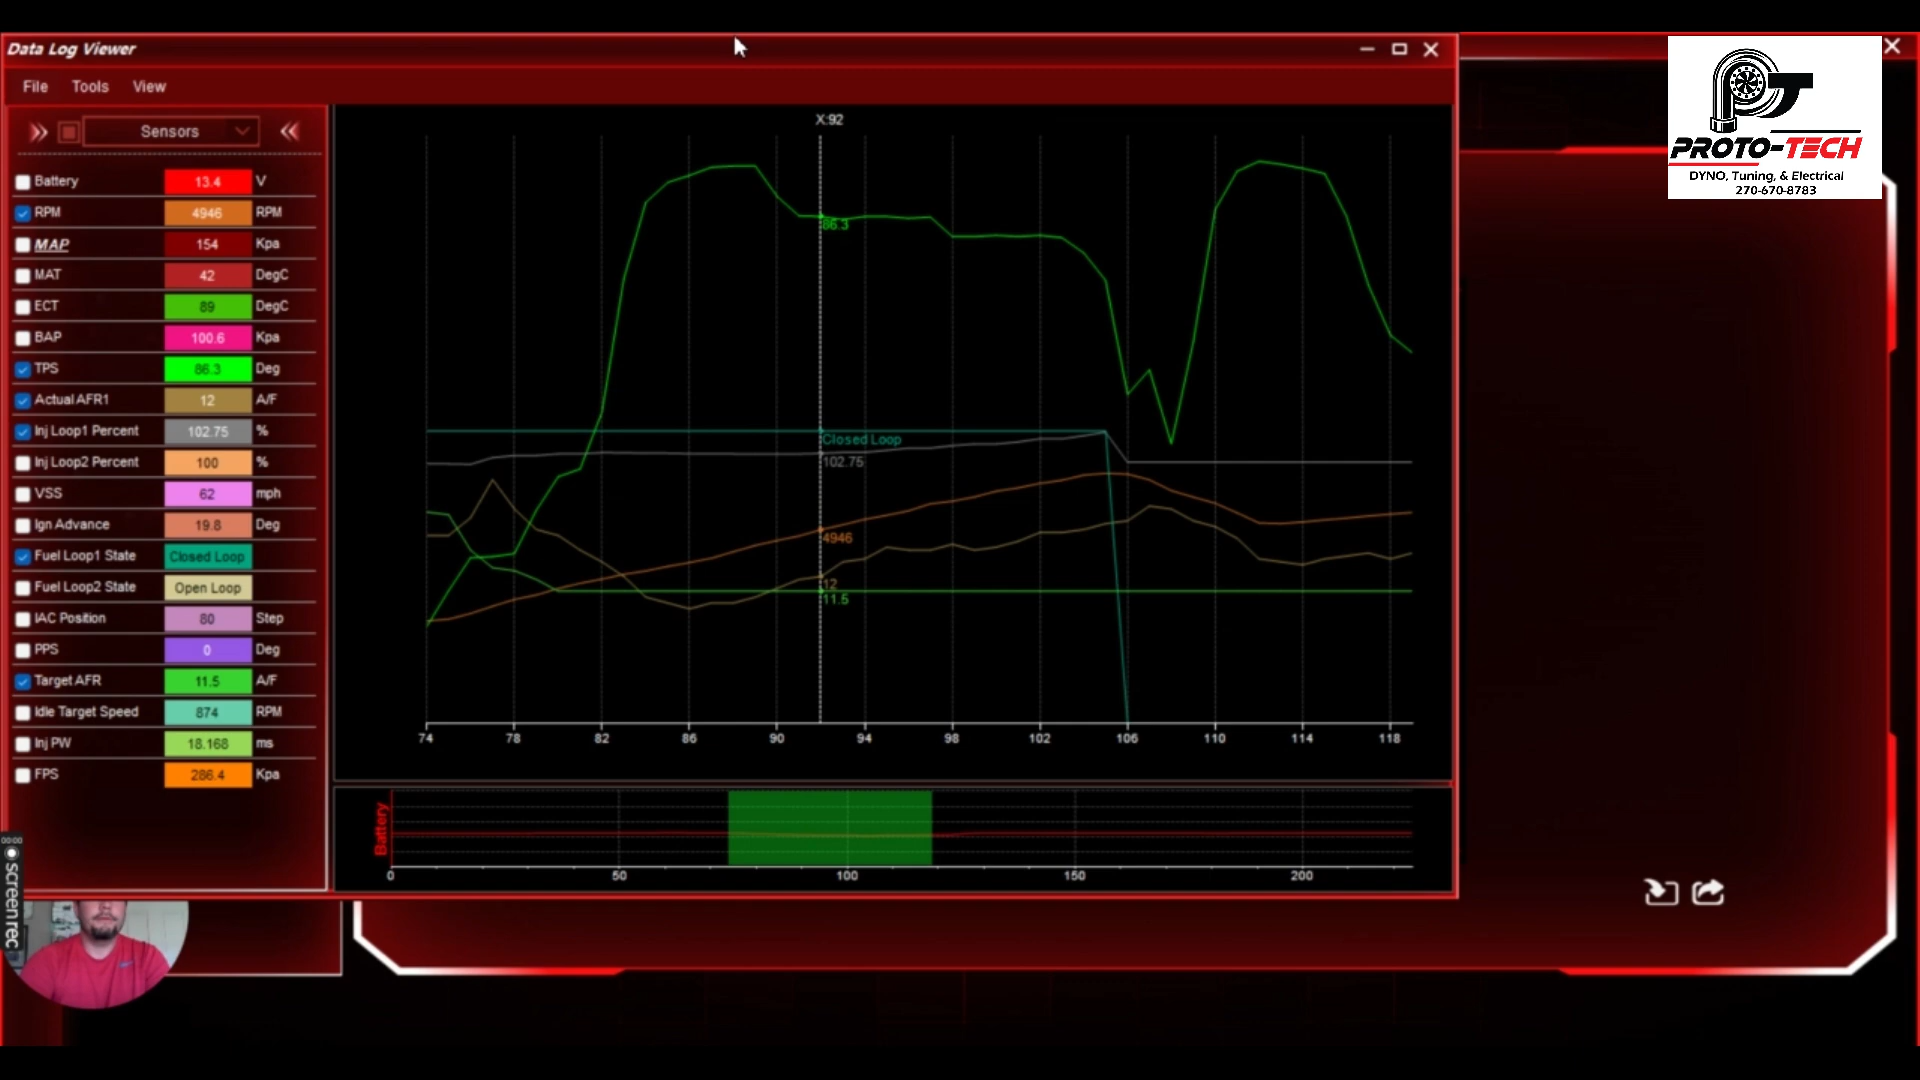 Data Log Viewer
File Tools View
Sensors
Battery 13.4 V
RPM 4946 RPM
MAP 154 Kpa
MAT 42 DegC
ECT 89 DegC
BAP 100.6 Kpa
TPS 86.3 Deg
Actual AFR1 12 A/F
Inj Loop1 Percent 102.75 %
Inj Loop2 Percent 100 %
VSS 62 mph
Ign Advance 19.8 Deg
Fuel Loop1 State Closed Loop
Fuel Loop2 State Open Loop
IAC Position 80 Step
PPS 0 Deg
Target AFR 11.5 A/F
Idle Target Speed 874 RPM
Inj PW 18.168 ms
FPS 286.4 Kpa
X:92
86.3
Closed Loop
102.75
4946
12
11.5
74 78 82 86 90 94 98 102 106 110 114 118
Battery
0 50 100 150 200
00:00
screenrec
PT
PROTO-TECH
DYNO, Tuning, & Electrical
270-670-8783